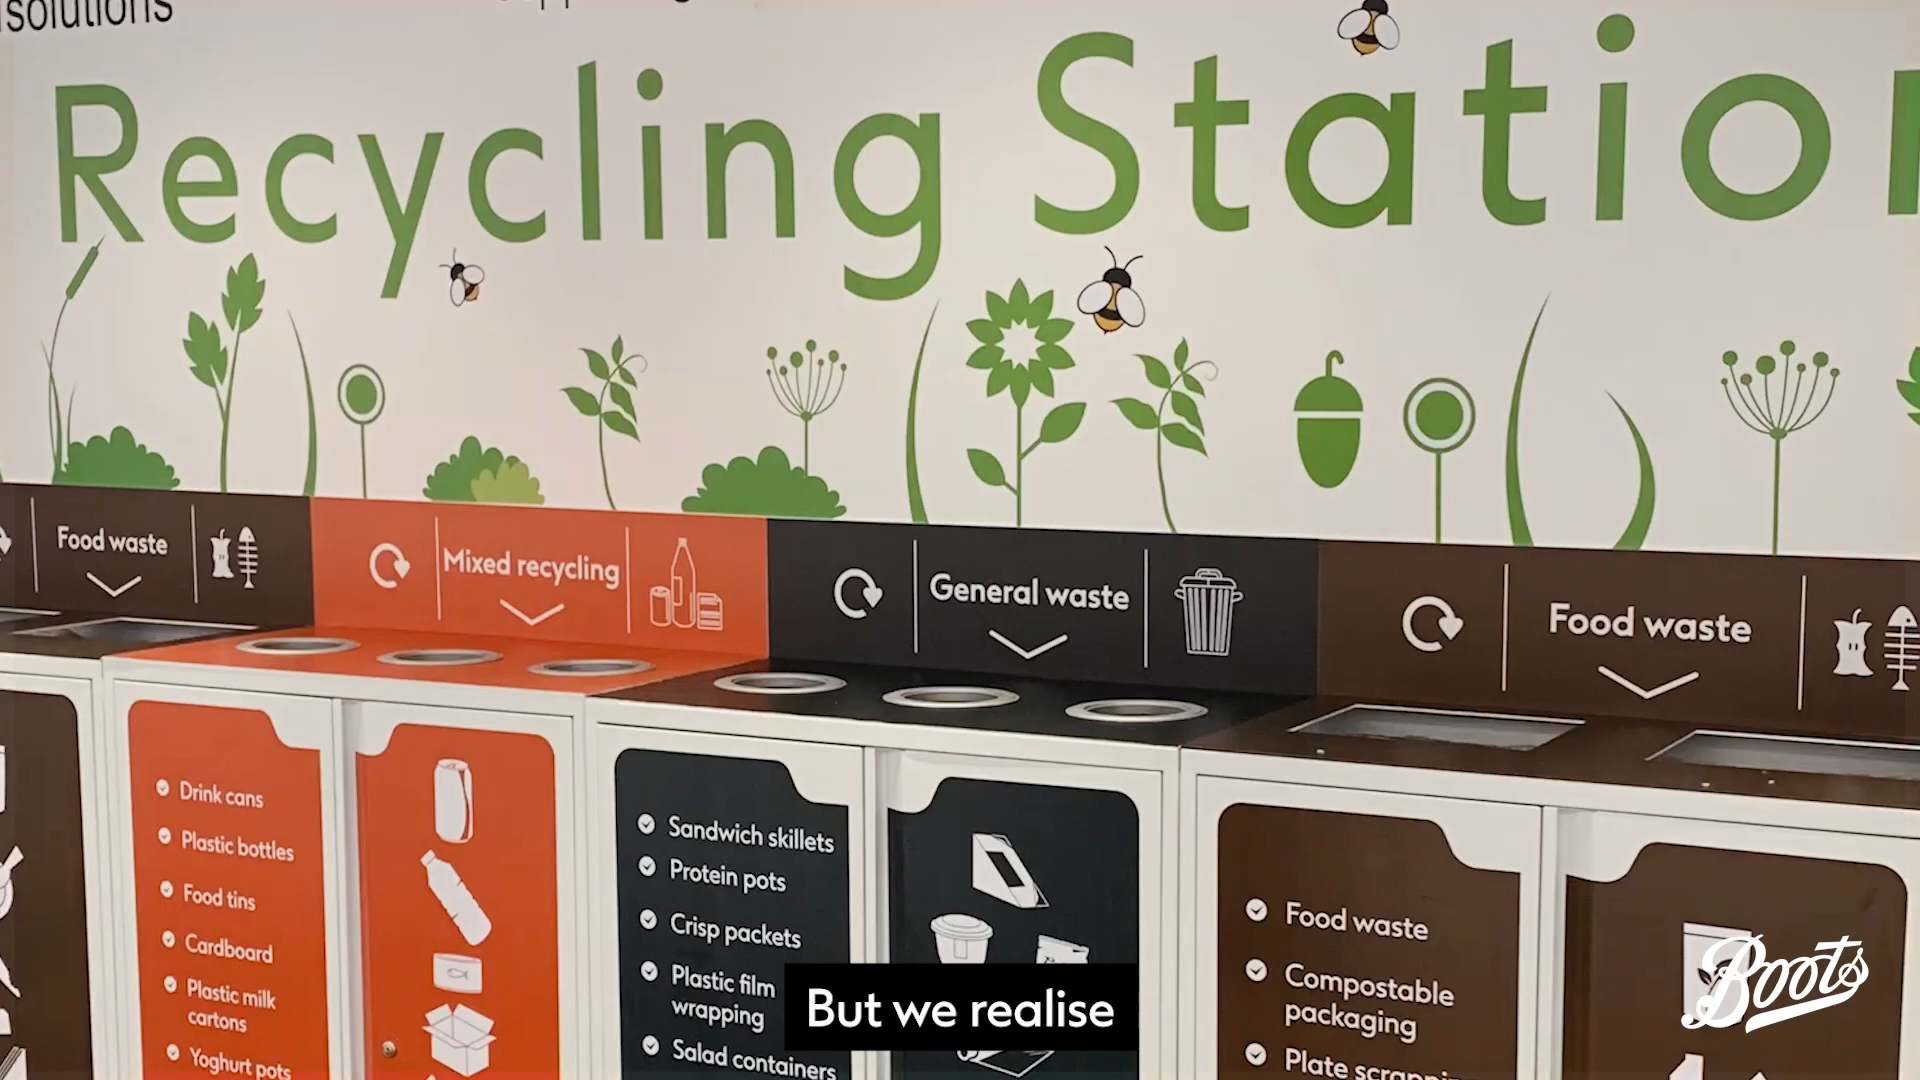 solutions
Recycling Station
Food waste
Mixed recycling
General waste
Food waste
Drink cans
Plastic bottles
Food tins
Cardboard
Plastic milk
cartons
Yoghurt pots
Sandwich skillets
Protein pots
Crisp packets
Plastic film
wrapping
Salad containers
Food waste
Compostable
packaging
Plate
But we realise
Boots